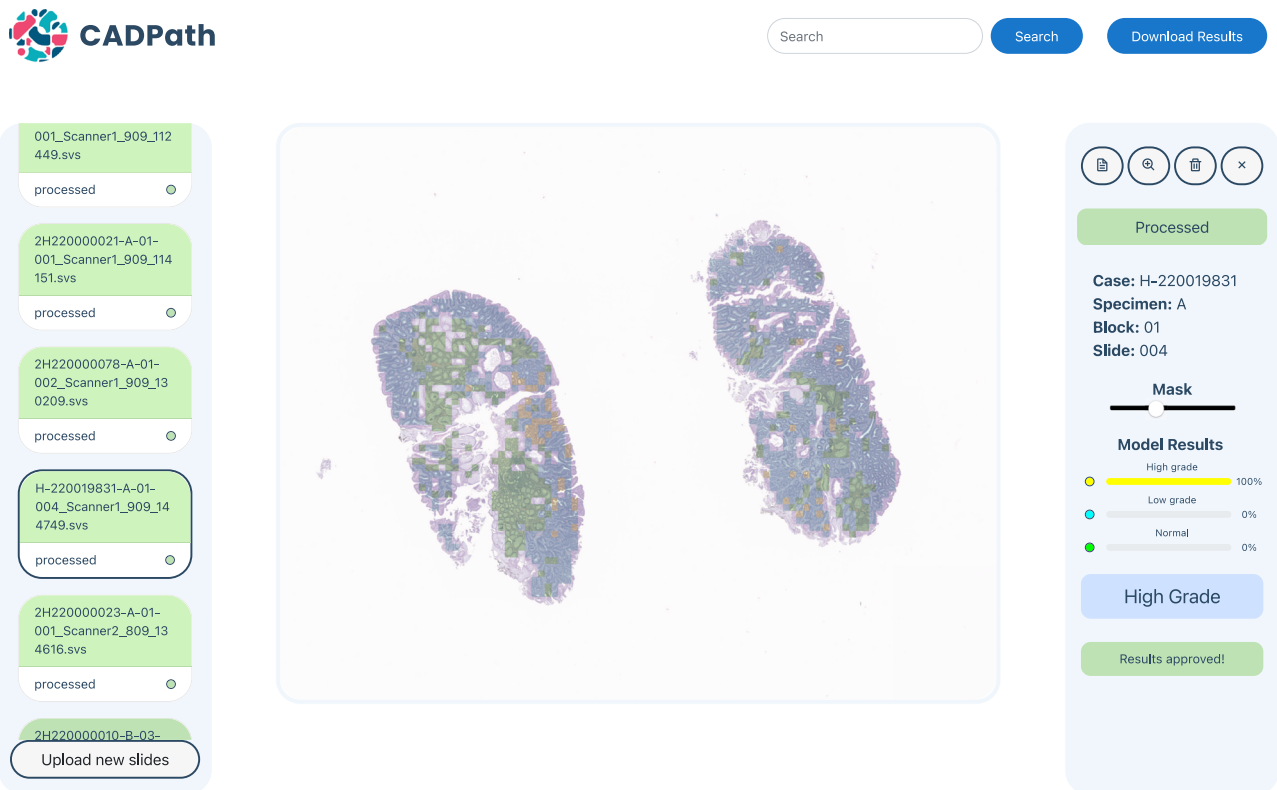 CADPath
Search
Search
Download Results
001_Scanner1_909_112
449.svs
processed
2H220000021-A-01-
001_Scanner1_909_114
151.svs
processed
2H220000078-A-01-
002_Scanner1_909_13
0209.svs
processed
H-220019831-A-01-
004_Scanner1_909_14
4749.svs
processed
2H220000023-A-01-
001_Scanner2_809_13
4616.svs
processed
2H220000010-B-03-
Upload new slides
Processed
Case: H-220019831
Specimen: A
Block: 01
Slide: 004
Mask
Model Results
High grade
100%
Low grade
0%
Normal
0%
High Grade
Results approved!